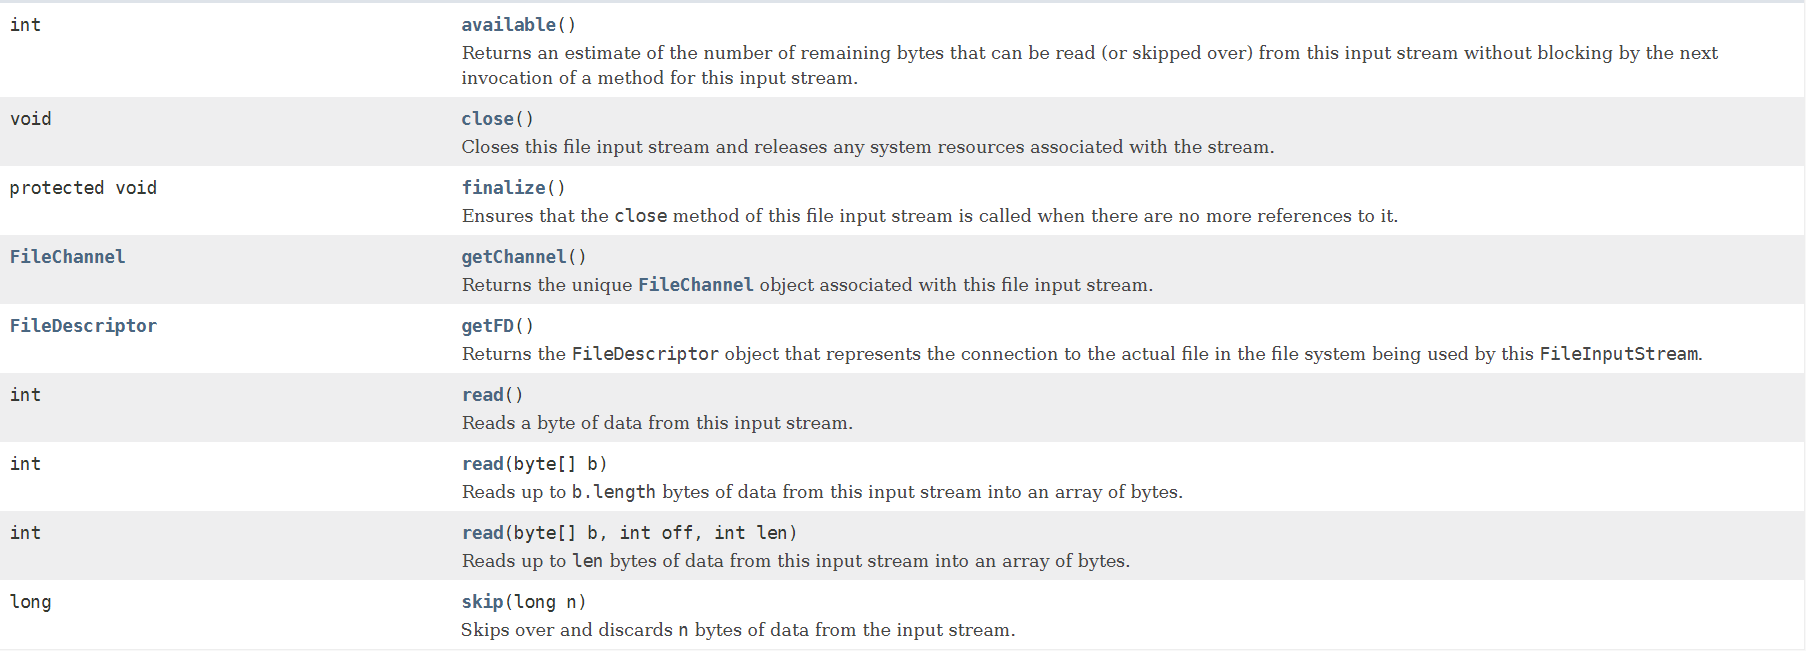 int available()
Returns an estimate of the number of remaining bytes that can be read (or skipped over) from this input stream without blocking by the next
invocation of a method for this input stream.
void close()
Closes this file input stream and releases any system resources associated with the stream.
protected void finalize()
Ensures that the close method of this file input stream is called when there are no more references to it.
FileChannel getChannel()
Returns the unique FileChannel object associated with this file input stream.
FileDescriptor getFD()
Returns the FileDescriptor object that represents the connection to the actual file in the file system being used by this FileInputStream.
int read()
Reads a byte of data from this input stream.
int read(byte[] b)
Reads up to b.length bytes of data from this input stream into an array of bytes.
int read(byte[] b, int off, int len)
Reads up to len bytes of data from this input stream into an array of bytes.
long skip(long n)
Skips over and discards n bytes of data from the input stream.